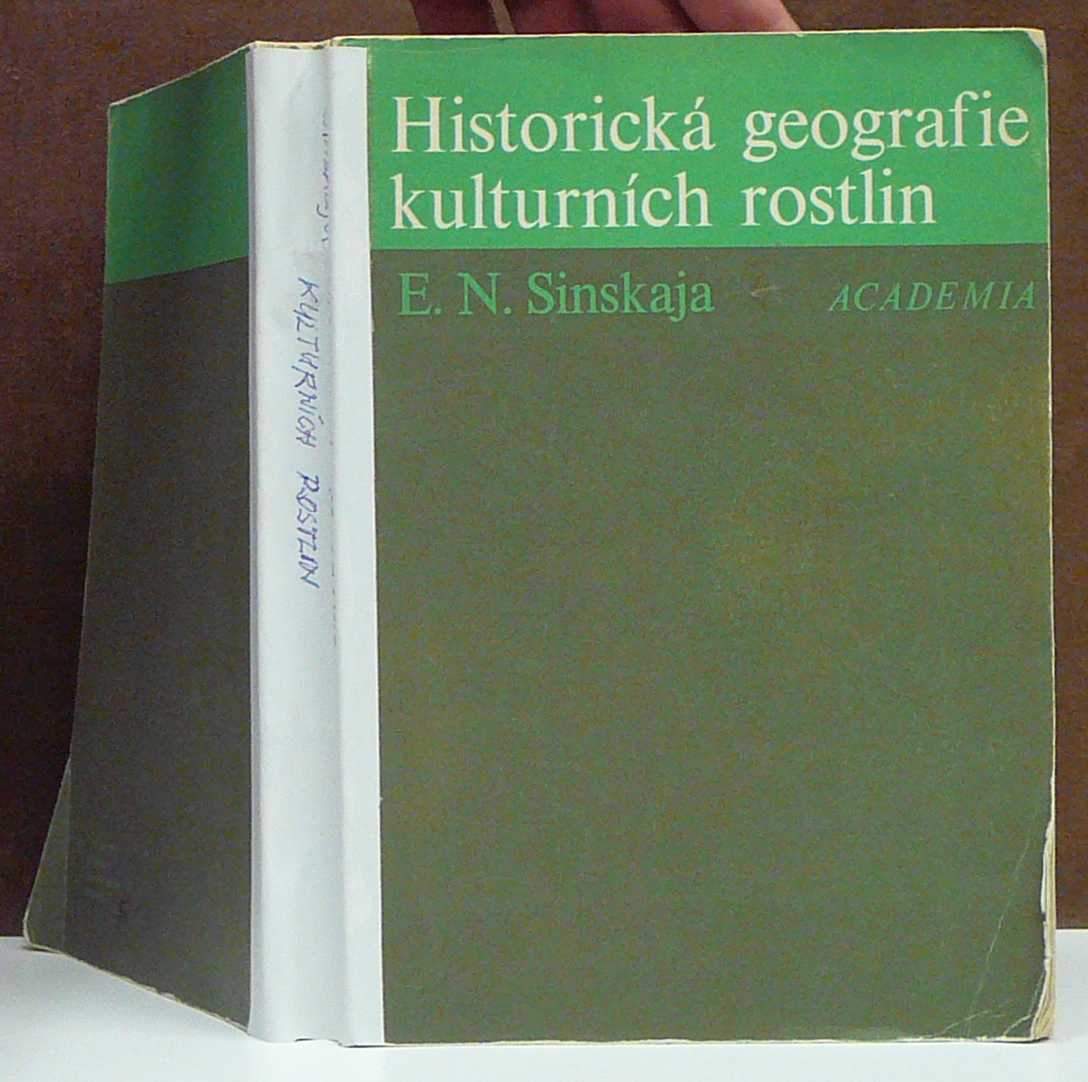 Historická geografie
kulturních rostlin
E. N. Sinskaja
ACADEMIA
KULTURNÍCH ROSTLIN